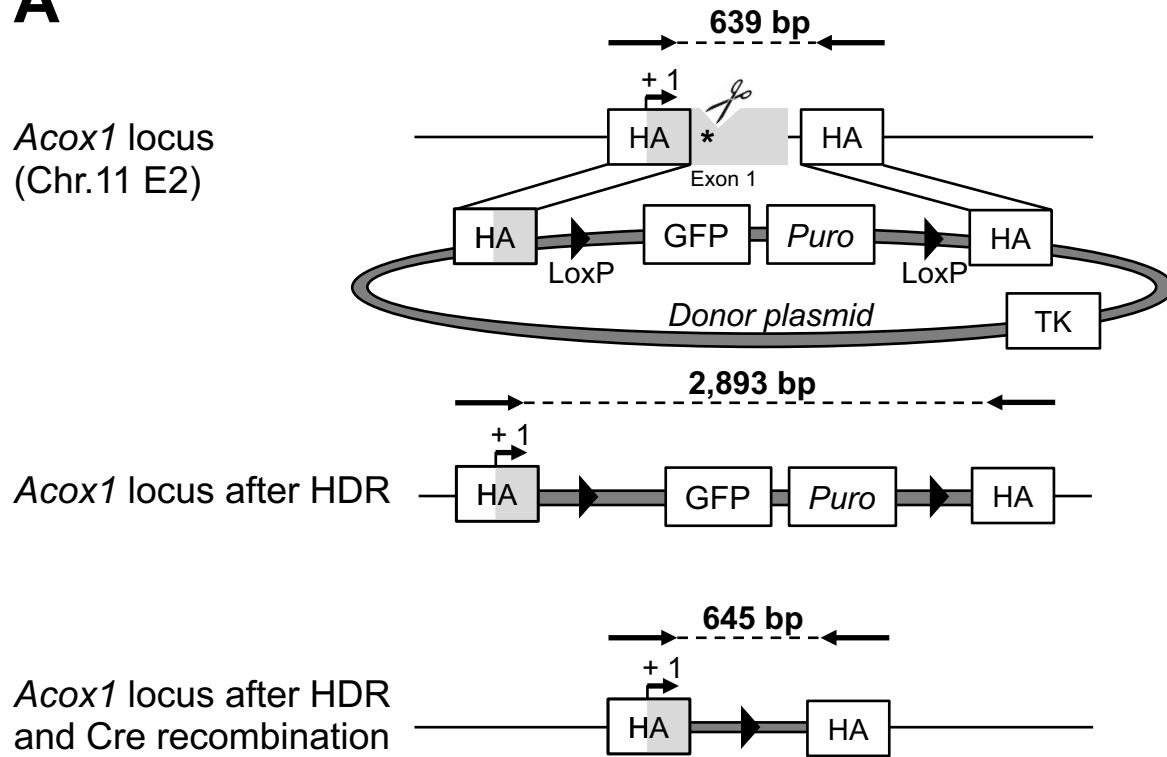 A
639 bp
+ 1
Acox1 locus
(Chr.11 E2)
HA
*
HA
Exon 1
HA
GFP
Puro
HA
LoxP
LoxP
Donor plasmid
TK
2,893 bp
+ 1
Acox1 locus after HDR
HA
GFP
Puro
HA
645 bp
+ 1
Acox1 locus after HDR
and Cre recombination
HA
HA